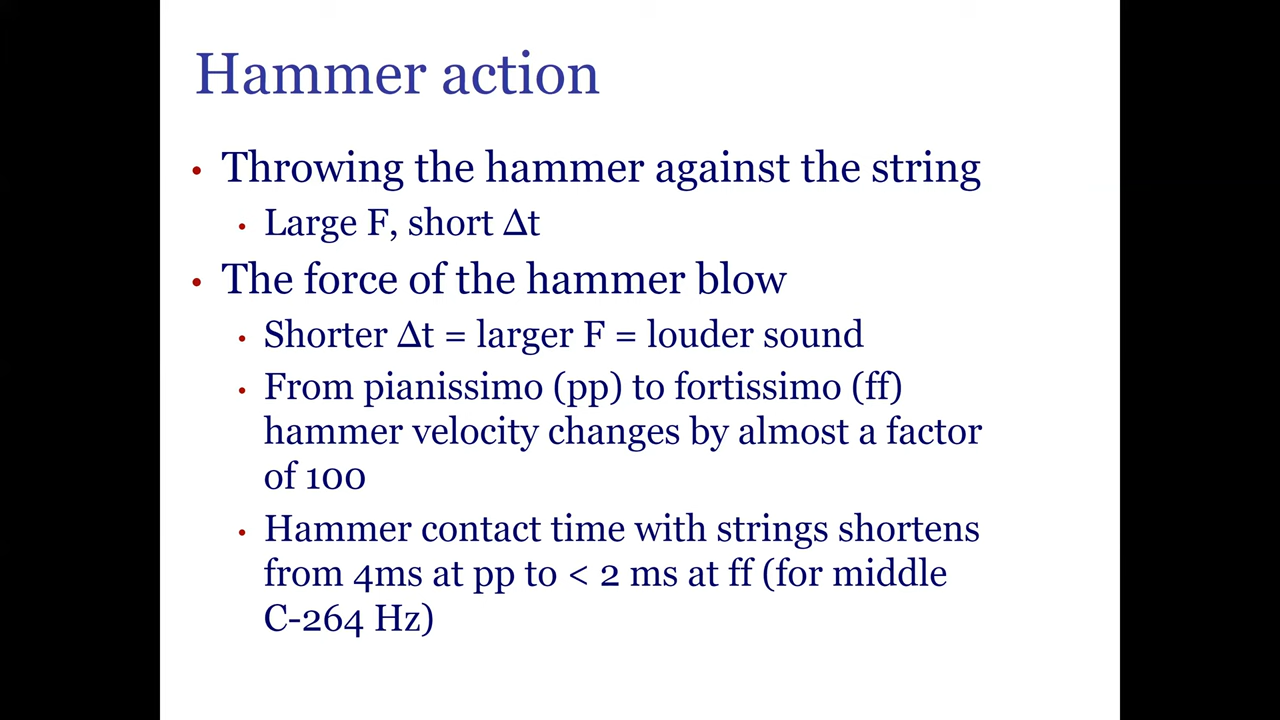 Hammer action
• Throwing the hammer against the string
• Large F, short Δt
• The force of the hammer blow
• Shorter Δt = larger F = louder sound
• From pianissimo (pp) to fortissimo (ff)
hammer velocity changes by almost a factor
of 100
• Hammer contact time with strings shortens
from 4ms at pp to < 2 ms at ff (for middle
C-264 Hz)